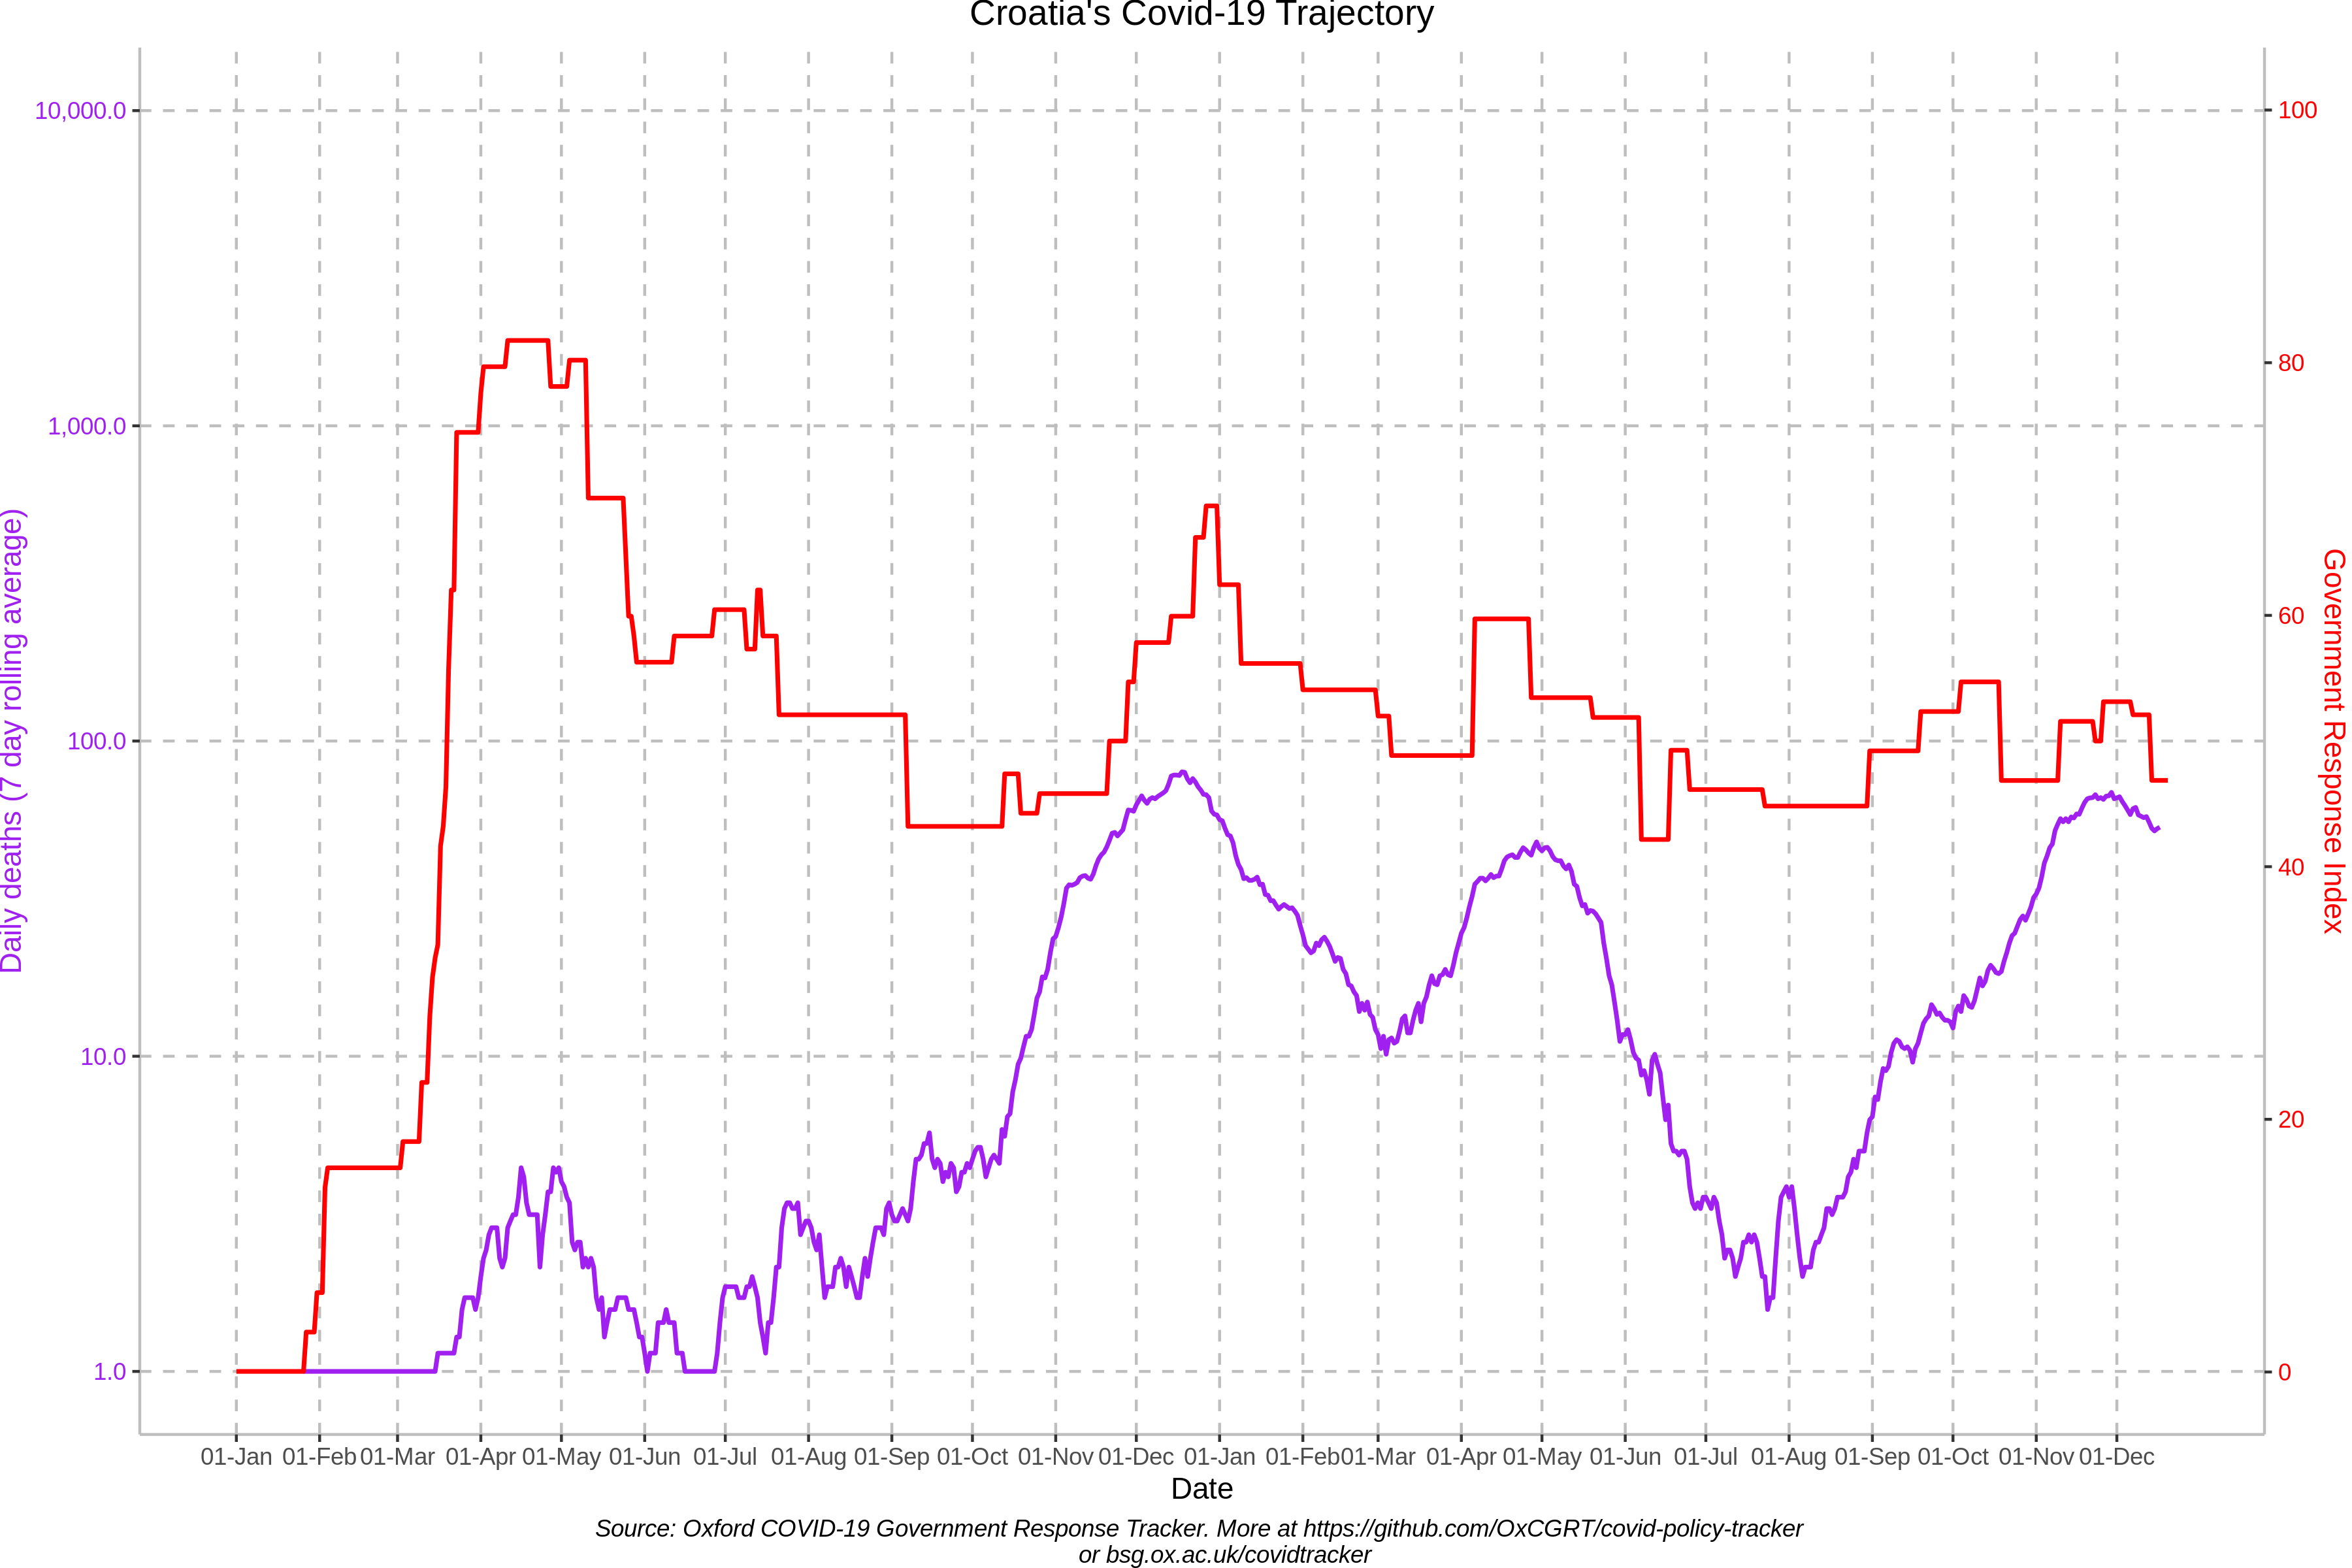 Croatia's Covid-19 Trajectory
10,000.0
1,000.0
100.0
10.0
1.0
Daily deaths (7 day rolling average)
100
80
60
40
20
0
Government Response Index
01-Jan 01-Feb 01-Mar 01-Apr 01-May 01-Jun 01-Jul 01-Aug 01-Sep 01-Oct 01-Nov 01-Dec 01-Jan 01-Feb 01-Mar 01-Apr 01-May 01-Jun 01-Jul 01-Aug 01-Sep 01-Oct 01-Nov 01-Dec
Date
Source: Oxford COVID-19 Government Response Tracker. More at https://github.com/OxCGRT/covid-policy-tracker
or bsg.ox.ac.uk/covidtracker